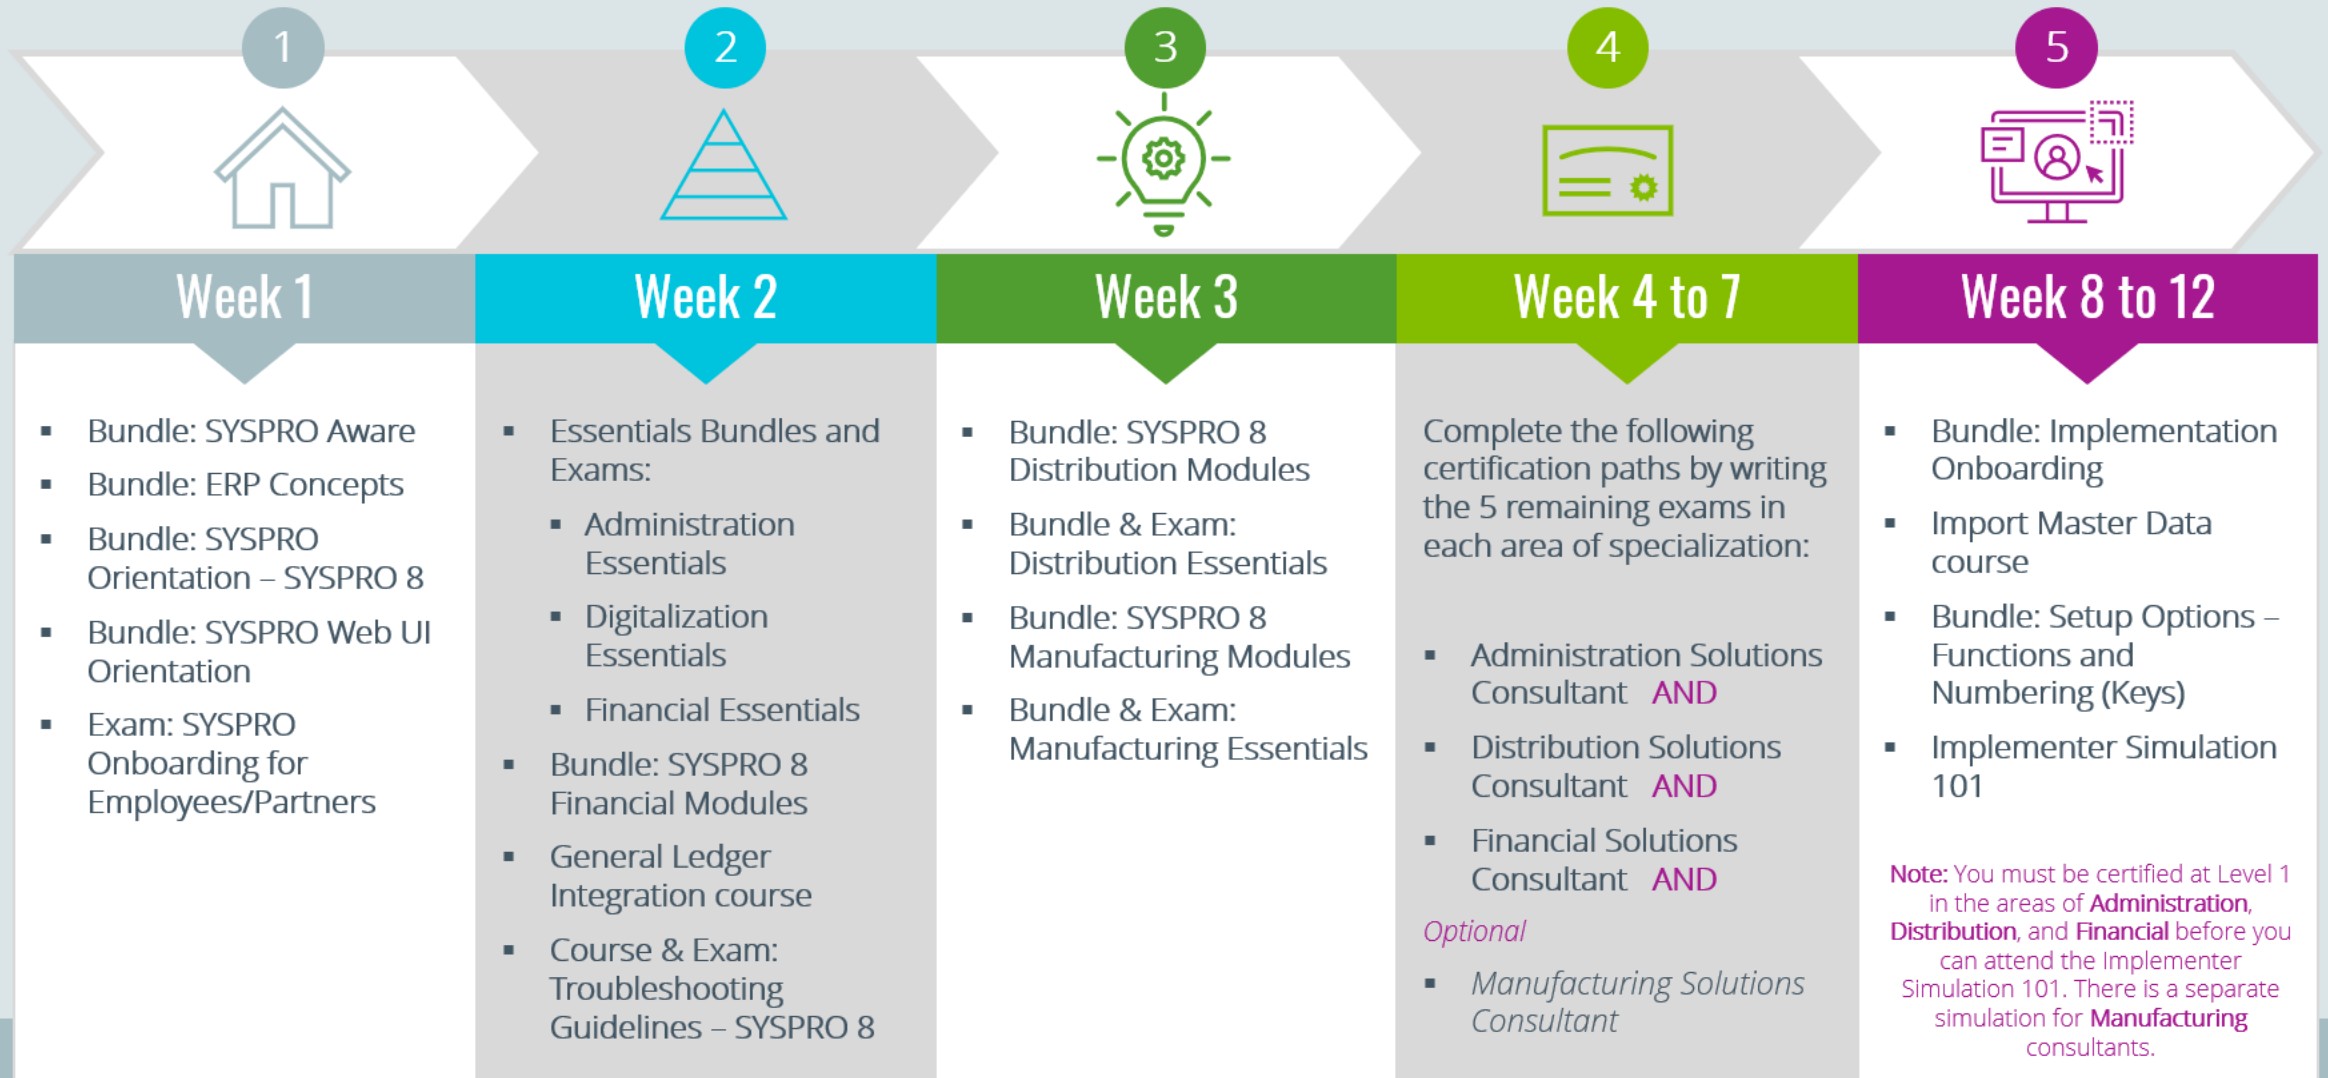 1
2
3
4
5
Week 1
Week 2
Week 3
Week 4 to 7
Week 8 to 12
▪ Bundle: SYSPRO Aware
▪ Bundle: ERP Concepts
▪ Bundle: SYSPRO
Orientation – SYSPRO 8
▪ Bundle: SYSPRO Web UI
Orientation
▪ Exam: SYSPRO
Onboarding for
Employees/Partners
▪ Essentials Bundles and
Exams:
▪ Administration
Essentials
▪ Digitalization
Essentials
▪ Financial Essentials
▪ Bundle: SYSPRO 8
Financial Modules
▪ General Ledger
Integration course
▪ Course & Exam:
Troubleshooting
Guidelines – SYSPRO 8
▪ Bundle: SYSPRO 8
Distribution Modules
▪ Bundle & Exam:
Distribution Essentials
▪ Bundle: SYSPRO 8
Manufacturing Modules
▪ Bundle & Exam:
Manufacturing Essentials
Complete the following
certification paths by writing
the 5 remaining exams in
each area of specialization:
▪ Administration Solutions
Consultant AND
▪ Distribution Solutions
Consultant AND
▪ Financial Solutions
Consultant AND
Optional
▪ Manufacturing Solutions
Consultant
▪ Bundle: Implementation
Onboarding
▪ Import Master Data
course
▪ Bundle: Setup Options –
Functions and
Numbering (Keys)
▪ Implementer Simulation
101
Note: You must be certified at Level 1
in the areas of Administration,
Distribution, and Financial before you
can attend the Implementer
Simulation 101. There is a separate
simulation for Manufacturing
consultants.